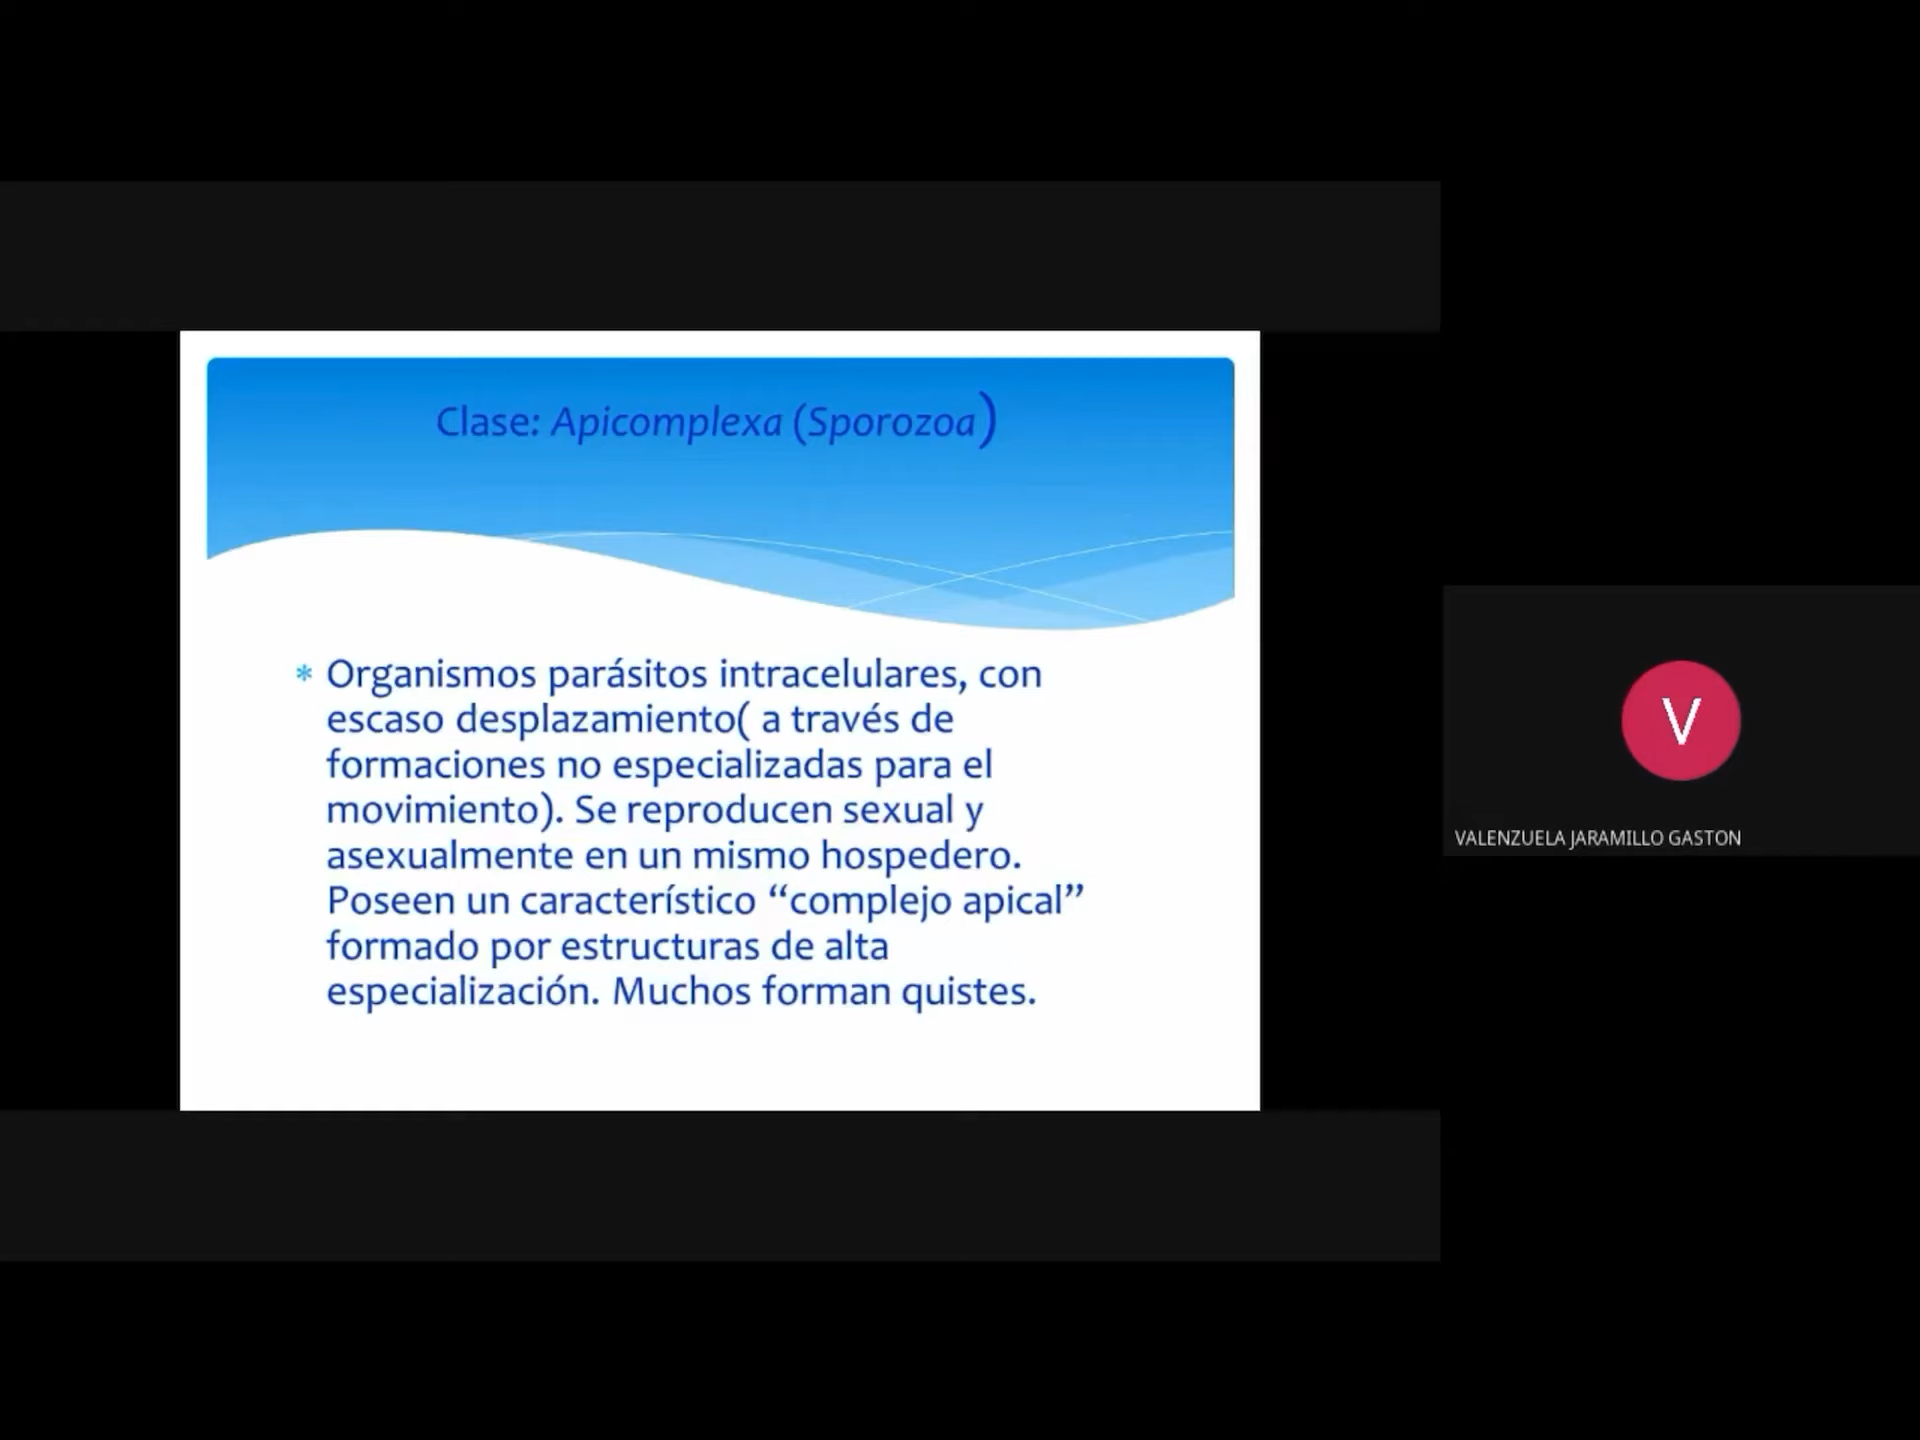 Clase: Apicomplexa (Sporozoa)
* Organismos parásitos intracelulares, con
escaso desplazamiento( a través de
formaciones no especializadas para el
movimiento). Se reproducen sexual y
asexualmente en un mismo hospedero.
Poseen un característico “complejo apical”
formado por estructuras de alta
especialización. Muchos forman quistes.
V
VALENZUELA JARAMILLO GASTON